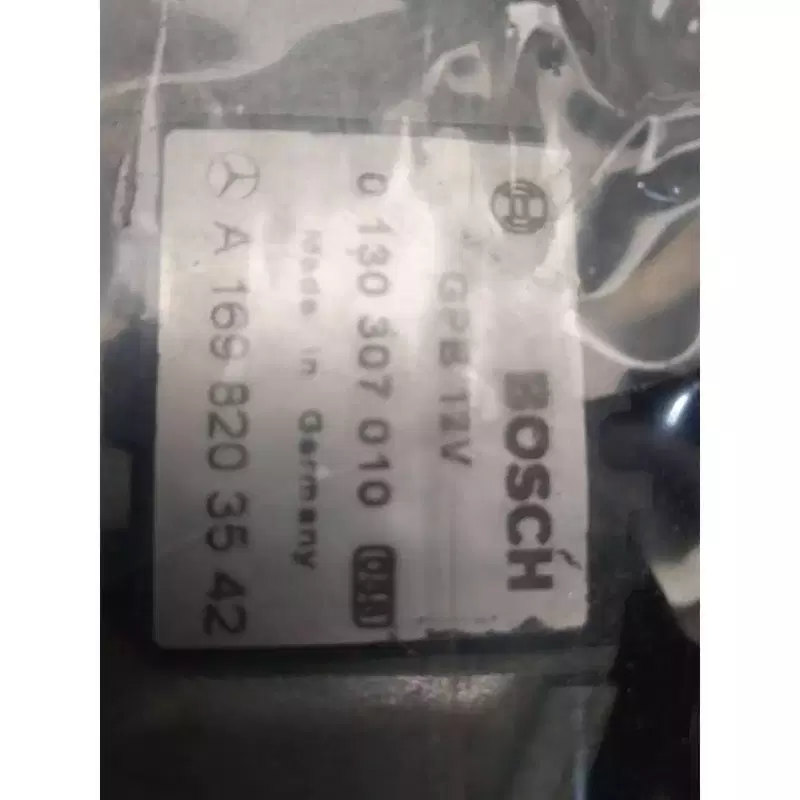 BOSCH
GPB 12V
0 130 307 010
Made in Germany
A 169 820 35 42